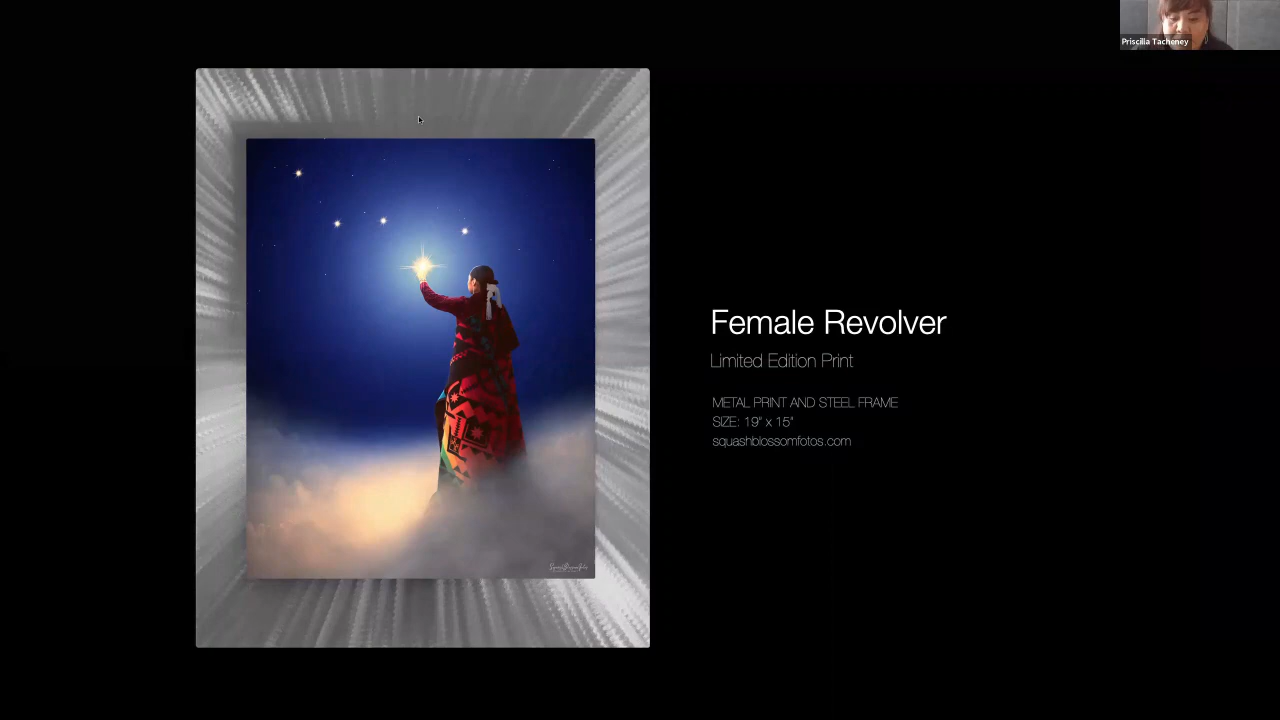 Priscilla Tacheney
Female Revolver
Limited Edition Print
METAL PRINT AND STEEL FRAME
SIZE: 19" x 15"
squashblossomfotos.com